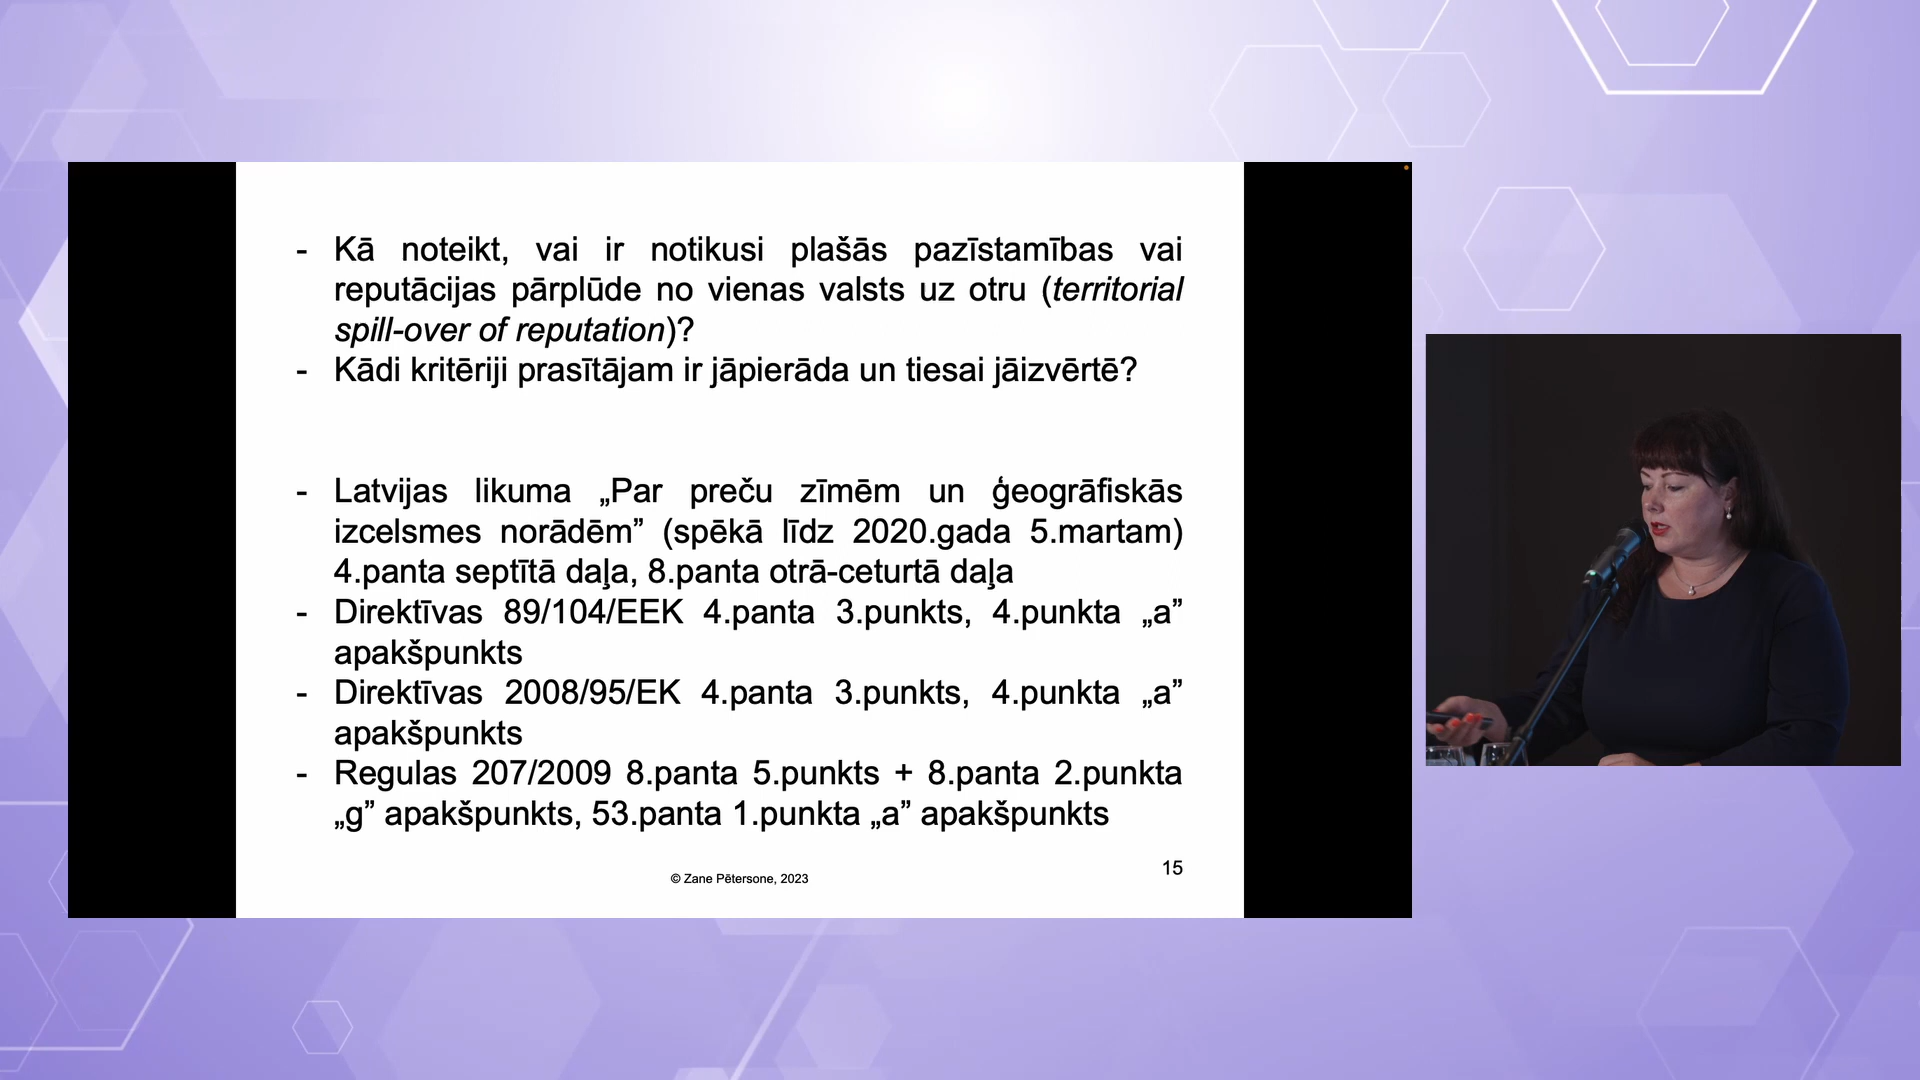 - Kā noteikt, vai ir notikusi plašās pazīstamības vai
reputācijas pārplūde no vienas valsts uz otru (territorial
spill-over of reputation)?
- Kādi kritēriji prasītājam ir jāpierāda un tiesai jāizvērtē?
- Latvijas likuma „Par preču zīmēm un ģeogrāfiskās
izcelsmes norādēm” (spēkā līdz 2020.gada 5.martam)
4.panta septītā daļa, 8.panta otrā-ceturtā daļa
- Direktīvas 89/104/EEK 4.panta 3.punkts, 4.punkta „a”
apakšpunkts
- Direktīvas 2008/95/EK 4.panta 3.punkts, 4.punkta „a”
apakšpunkts
- Regulas 207/2009 8.panta 5.punkts + 8.panta 2.punkta
„g” apakšpunkts, 53.panta 1.punkta „a” apakšpunkts
© Zane Pētersone, 2023
15